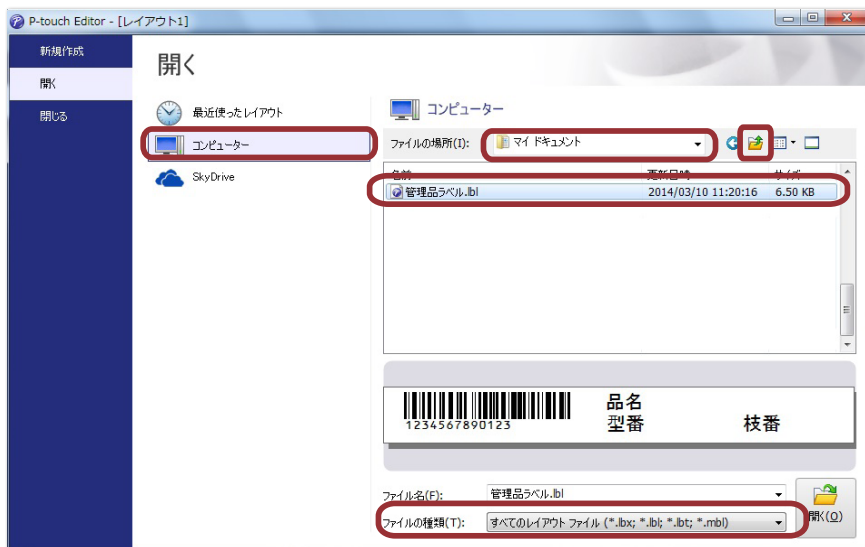 P-touch Editor - [レイアウト1]
新規作成
開く
閉じる
開く
最近使ったレイアウト
コンピューター
SkyDrive
コンピューター
ファイルの場所(I):
マイ ドキュメント
名前 更新日時 サイズ
管理品ラベル.lbl 2014/03/10 11:20:16 6.50 KB
1234567890123
品名
型番 枝番
ファイル名(F): 管理品ラベル.lbl
ファイルの種類(T): すべてのレイアウト ファイル (*.lbx; *.lbl; *.lbt; *.mbl)
開く(O)